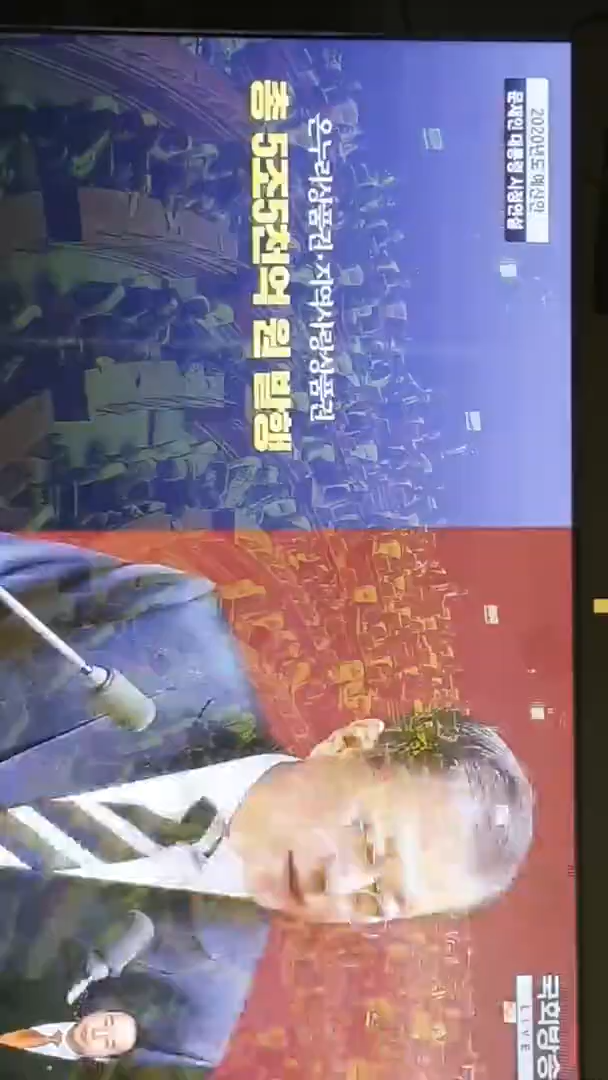 2020년도 예산안
문재인 대통령 시정연설
온누리상품권·지역사랑상품권
총 5조5천억 원 발행
국회방송
LIVE